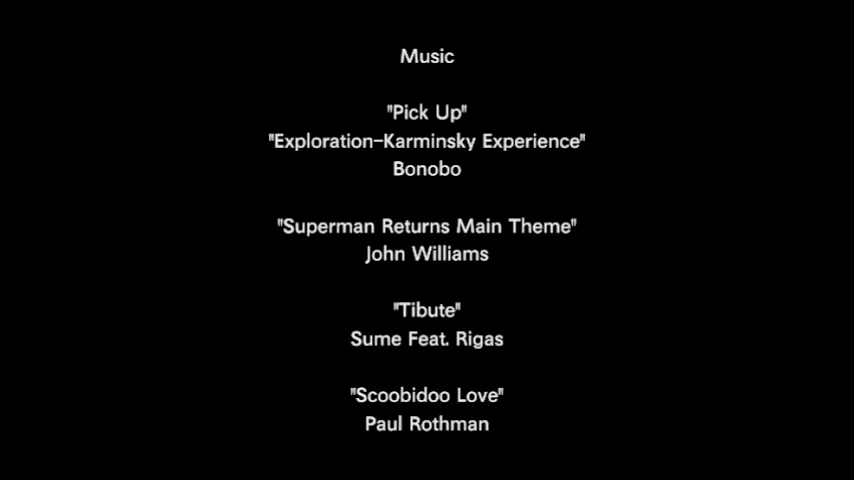 Music
"Pick Up"
"Exploration-Karminsky Experience"
Bonobo
"Superman Returns Main Theme"
John Williams
"Tibute"
Sume Feat. Rigas
"Scoobidoo Love"
Paul Rothman